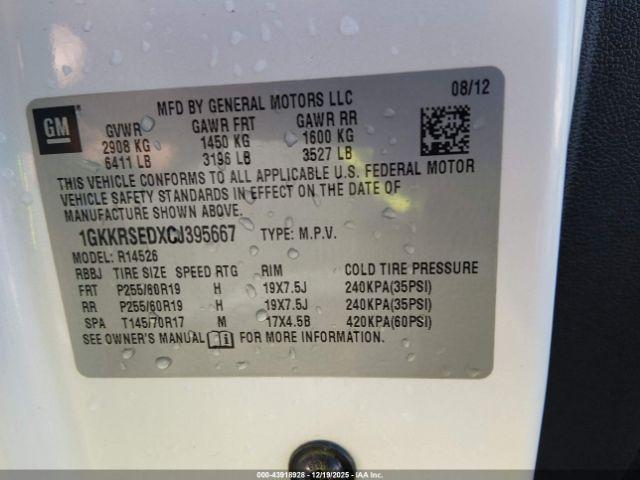 GM
MFD BY GENERAL MOTORS LLC 08/12
GVWR GAWR FRT GAWR RR
2908 KG 1450 KG 1600 KG
6411 LB 3196 LB 3527 LB
THIS VEHICLE CONFORMS TO ALL APPLICABLE U.S. FEDERAL MOTOR
VEHICLE SAFETY STANDARDS IN EFFECT ON THE DATE OF
MANUFACTURE SHOWN ABOVE.
1GKKRSEDXCJ395667 TYPE: M.P.V.
MODEL: R14526
RBBJ TIRE SIZE SPEED RTG RIM COLD TIRE PRESSURE
FRT P255/60R19 H 19X7.5J 240KPA(35PSI)
RR P255/60R19 H 19X7.5J 240KPA(35PSI)
SPA T145/70R17 M 17X4.5B 420KPA(60PSI)
SEE OWNER'S MANUAL FOR MORE INFORMATION.
000-43918928 - 12/19/2025 - IAAI.com